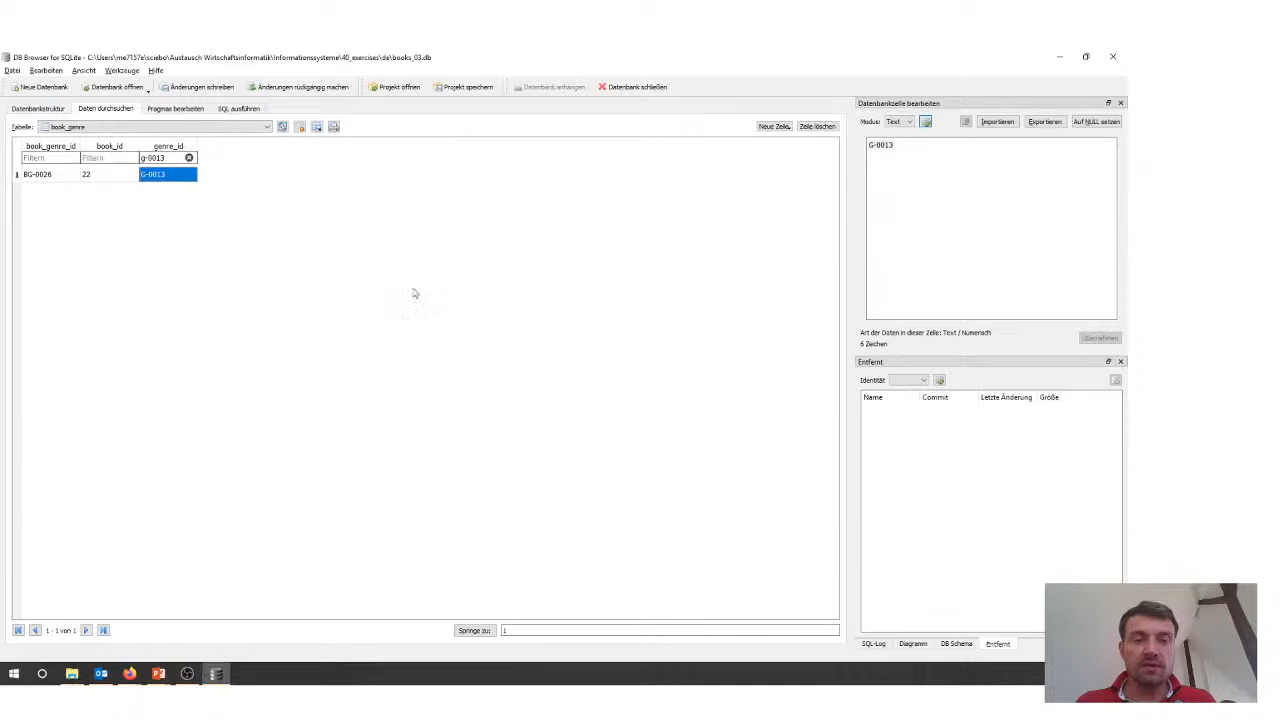 DB Browser for SQLite - C:\Users\me7157e\sciebo\Austausch Wirtschaftsinformatik\Informationssysteme\40_exercises\de\books_03.db
Datei Bearbeiten Ansicht Werkzeuge Hilfe
Neue Datenbank Datenbank öffnen Änderungen schreiben Änderungen rückgängig machen Projekt öffnen Projekt speichern Datenbank anhängen Datenbank schließen
Datenbankstruktur Daten durchsuchen Pragmas bearbeiten SQL ausführen
Tabelle: book_genre Neue Zeile Zeile löschen
book_genre_id book_id genre_id
Filtern Filtern g-0013
1 BG-0026 22 G-0013
1 - 1 von 1 Springe zu: 1
Datenbankzelle bearbeiten
Modus: Text Importieren Exportieren Auf NULL setzen
G-0013
Art der Daten in dieser Zelle: Text / Numerisch
6 Zeichen
Übernehmen
Entfernt
Identität
Name Commit Letzte Änderung Größe
SQL-Log Diagramm DB Schema Entfernt